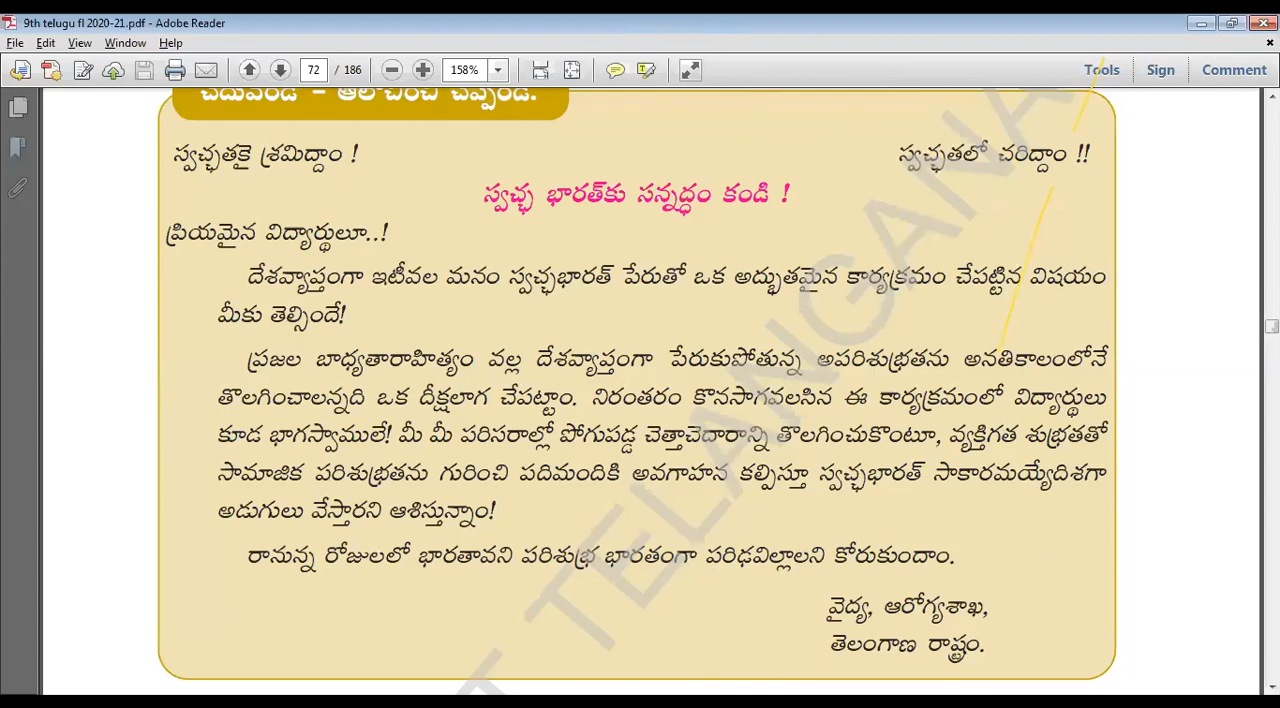 9th telugu fl 2020-21.pdf - Adobe Reader
File Edit View Window Help
72 / 186 158% Tools Sign Comment
చదువండి – ఆలోచించి చెప్పండి.
స్వచ్ఛతకై శ్రమిద్దాం ! స్వచ్ఛతలో చరిద్దాం !!
స్వచ్ఛ భారత్‌కు సన్నద్ధం కండి !
ప్రియమైన విద్యార్థులూ..!
దేశవ్యాప్తంగా ఇటీవల మనం స్వచ్ఛభారత్ పేరుతో ఒక అద్భుతమైన కార్యక్రమం చేపట్టిన విషయం
మీకు తెల్సిందే!
ప్రజల బాధ్యతారాహిత్యం వల్ల దేశవ్యాప్తంగా పేరుకుపోతున్న అపరిశుభ్రతను అనతికాలంలోనే
తొలగించాలన్నది ఒక దీక్షలాగ చేపట్టాం. నిరంతరం కొనసాగవలసిన ఈ కార్యక్రమంలో విద్యార్థులు
కూడ భాగస్వాములే! మీ మీ పరిసరాల్లో పోగుపడ్డ చెత్తాచెదారాన్ని తొలగించుకొంటూ, వ్యక్తిగత శుభ్రతతో
సామాజిక పరిశుభ్రతను గురించి పదిమందికి అవగాహన కల్పిస్తూ స్వచ్ఛభారత్ సాకారమయ్యేదిశగా
అడుగులు వేస్తారని ఆశిస్తున్నాం!
రానున్న రోజులలో భారతావని పరిశుభ్ర భారతంగా పరిఢవిల్లాలని కోరుకుందాం.
వైద్య, ఆరోగ్యశాఖ,
తెలంగాణ రాష్ట్రం.
T TELANGANA